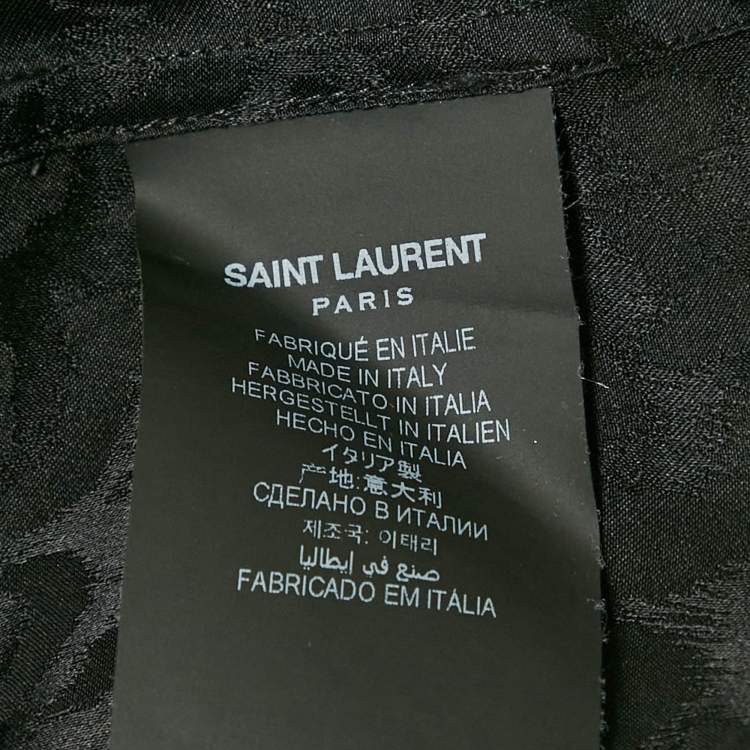 SAINT LAURENT
PARIS
FABRIQUÉ EN ITALIE
MADE IN ITALY
FABBRICATO IN ITALIA
HERGESTELLT IN ITALIEN
HECHO EN ITALIA
イタリア製
产地:意大利
СДЕЛАНО В ИТАЛИИ
제조국: 이태리
صنع في إيطاليا
FABRICADO EM ITÁLIA